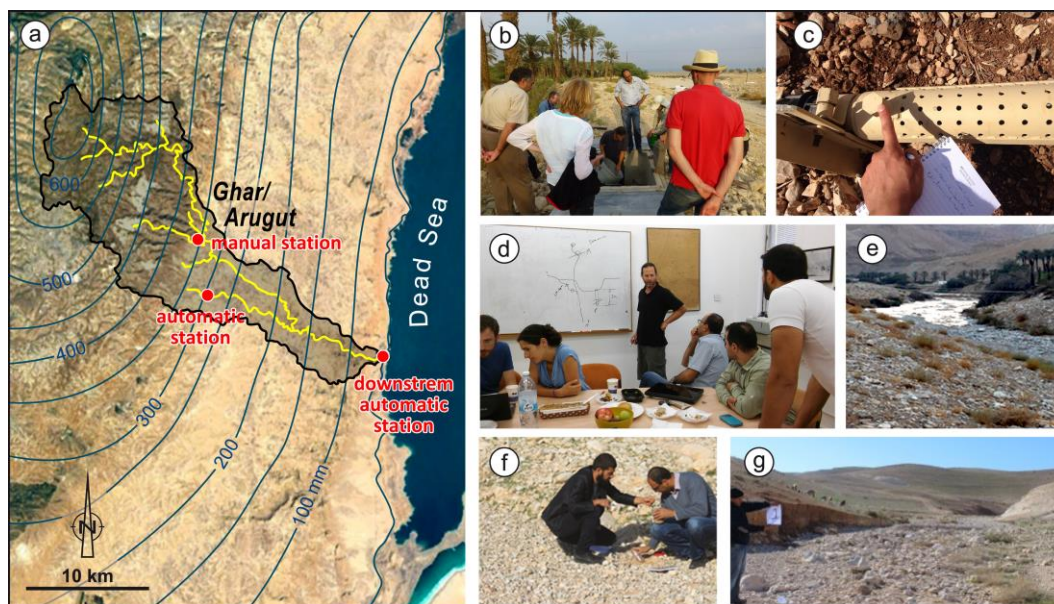 a
600
500
400
300
200
100 mm
Ghar/
Arugut
manual station
automatic
station
downstrem
automatic
station
Dead Sea
N
10 km
b
c
d
e
f
g